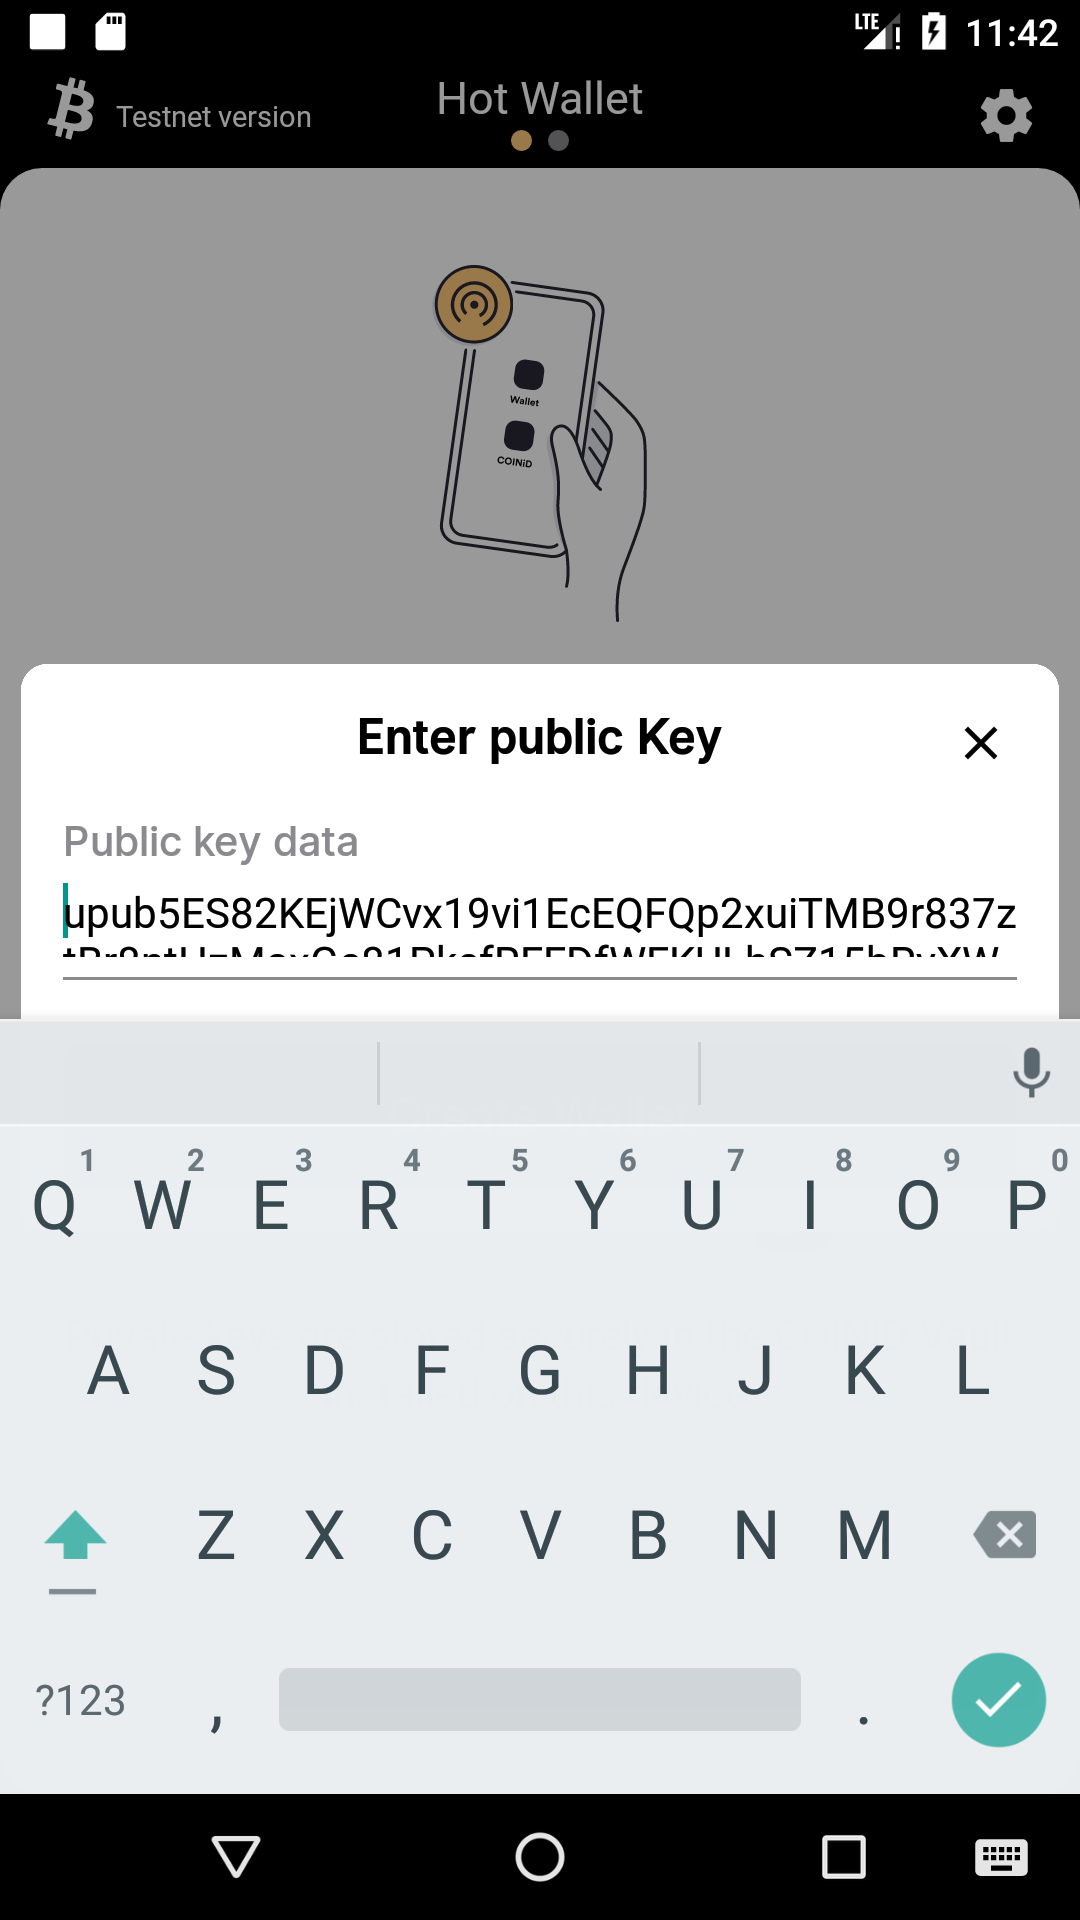 LTE 11:42
Testnet version
Hot Wallet
Wallet
COINiD
Enter public Key
Public key data
upub5ES82KEjWCvx19vi1EcEQFQp2xuiTMB9r837z
1 2 3 4 5 6 7 8 9 0
Q W E R T Y U I O P
A S D F G H J K L
Z X C V B N M
?123 , .